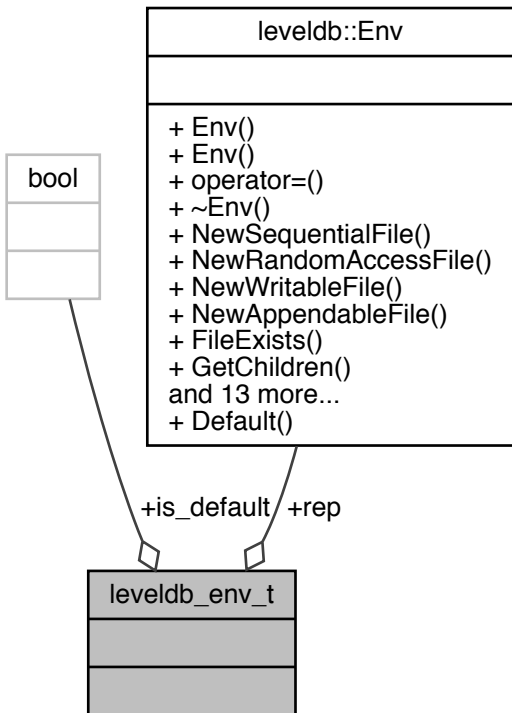 leveldb::Env
+ Env()
+ Env()
+ operator=()
+ ~Env()
+ NewSequentialFile()
+ NewRandomAccessFile()
+ NewWritableFile()
+ NewAppendableFile()
+ FileExists()
+ GetChildren()
and 13 more...
+ Default()
bool
+is_default
+rep
leveldb_env_t